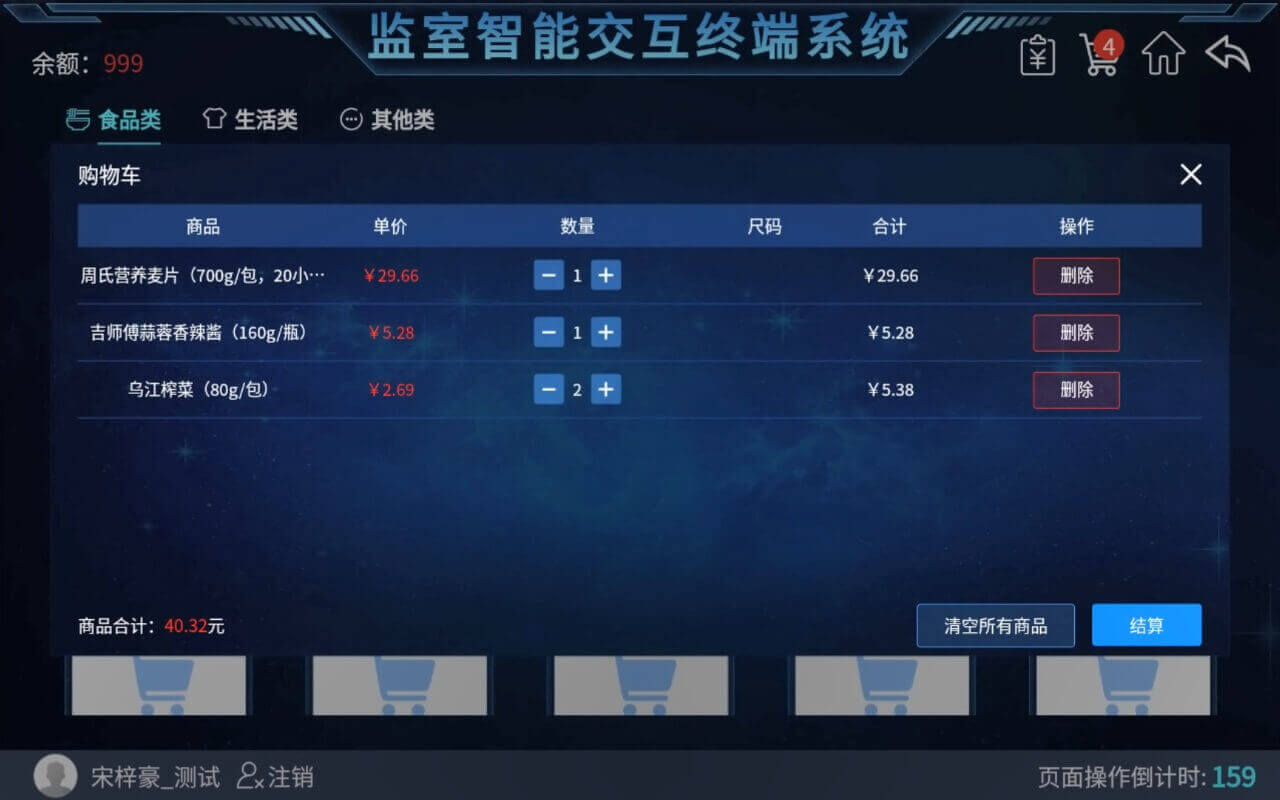 监室智能交互终端系统
余额：999
4
食品类 生活类 其他类
购物车
商品 单价 数量 尺码 合计 操作
周氏营养麦片（700g/包，20小… ￥29.66 － 1 ＋ ￥29.66 删除
吉师傅蒜蓉香辣酱（160g/瓶） ￥5.28 － 1 ＋ ￥5.28 删除
乌江榨菜（80g/包） ￥2.69 － 2 ＋ ￥5.38 删除
商品合计：40.32元 清空所有商品 结算
宋梓豪_测试 注销 页面操作倒计时: 159